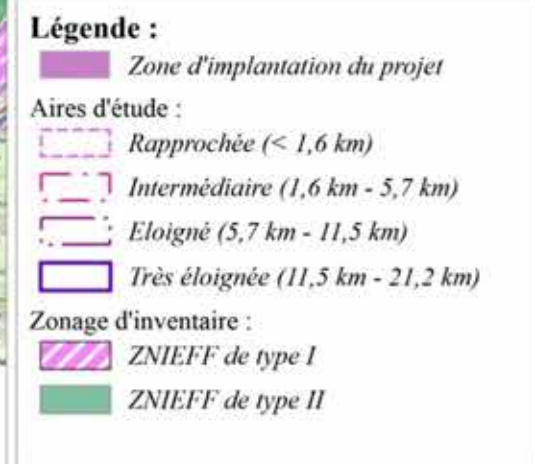 Légende :
Zone d'implantation du projet
Aires d'étude :
Rapprochée (< 1,6 km)
Intermédiaire (1,6 km - 5,7 km)
Eloigné (5,7 km - 11,5 km)
Très éloignée (11,5 km - 21,2 km)
Zonage d'inventaire :
ZNIEFF de type I
ZNIEFF de type II